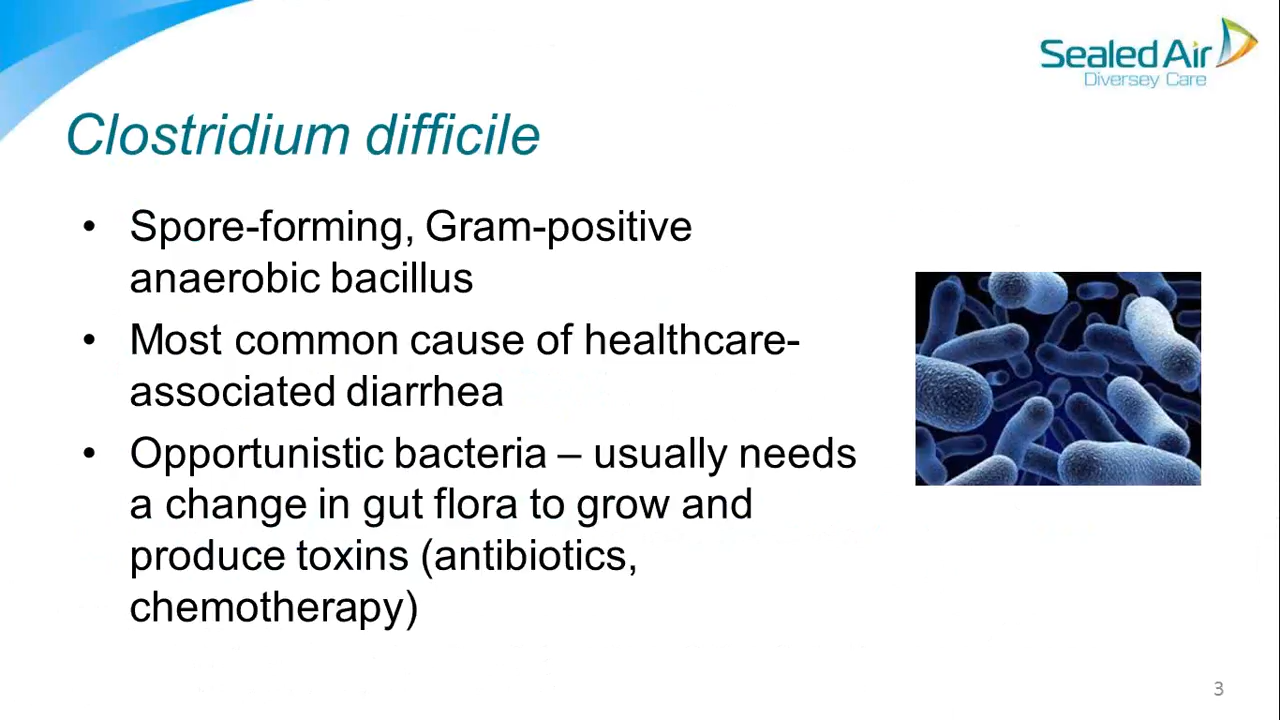 Sealed Air
Diversey Care
Clostridium difficile
• Spore-forming, Gram-positive
anaerobic bacillus
• Most common cause of healthcare-
associated diarrhea
• Opportunistic bacteria – usually needs
a change in gut flora to grow and
produce toxins (antibiotics,
chemotherapy)
3